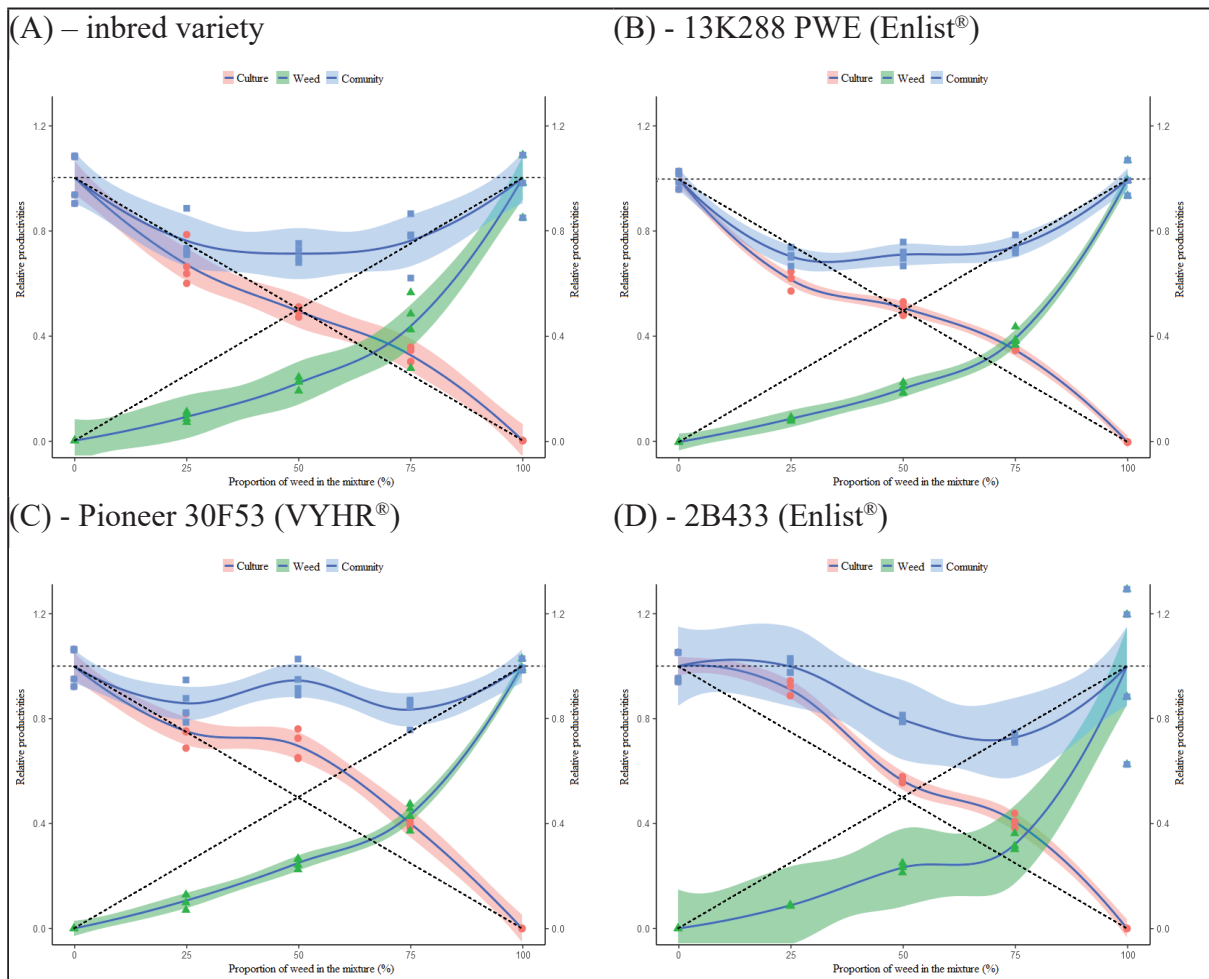 (A) – inbred variety
Culture Weed Comunity
1.2
0.8
0.4
0.0
1.2
0.8
0.4
0.0
Relative productivities
Relative productivities
0 25 50 75 100
Proportion of weed in the mixture (%)
(B) - 13K288 PWE (Enlist®)
Culture Weed Comunity
1.2
0.8
0.4
0.0
1.2
0.8
0.4
0.0
Relative productivities
Relative productivities
0 25 50 75 100
Proportion of weed in the mixture (%)
(C) - Pioneer 30F53 (VYHR®)
Culture Weed Comunity
1.2
0.8
0.4
0.0
1.2
0.8
0.4
0.0
Relative productivities
Relative productivities
0 25 50 75 100
Proportion of weed in the mixture (%)
(D) - 2B433 (Enlist®)
Culture Weed Comunity
1.2
0.8
0.4
0.0
1.2
0.8
0.4
0.0
Relative productivities
Relative productivities
0 25 50 75 100
Proportion of weed in the mixture (%)